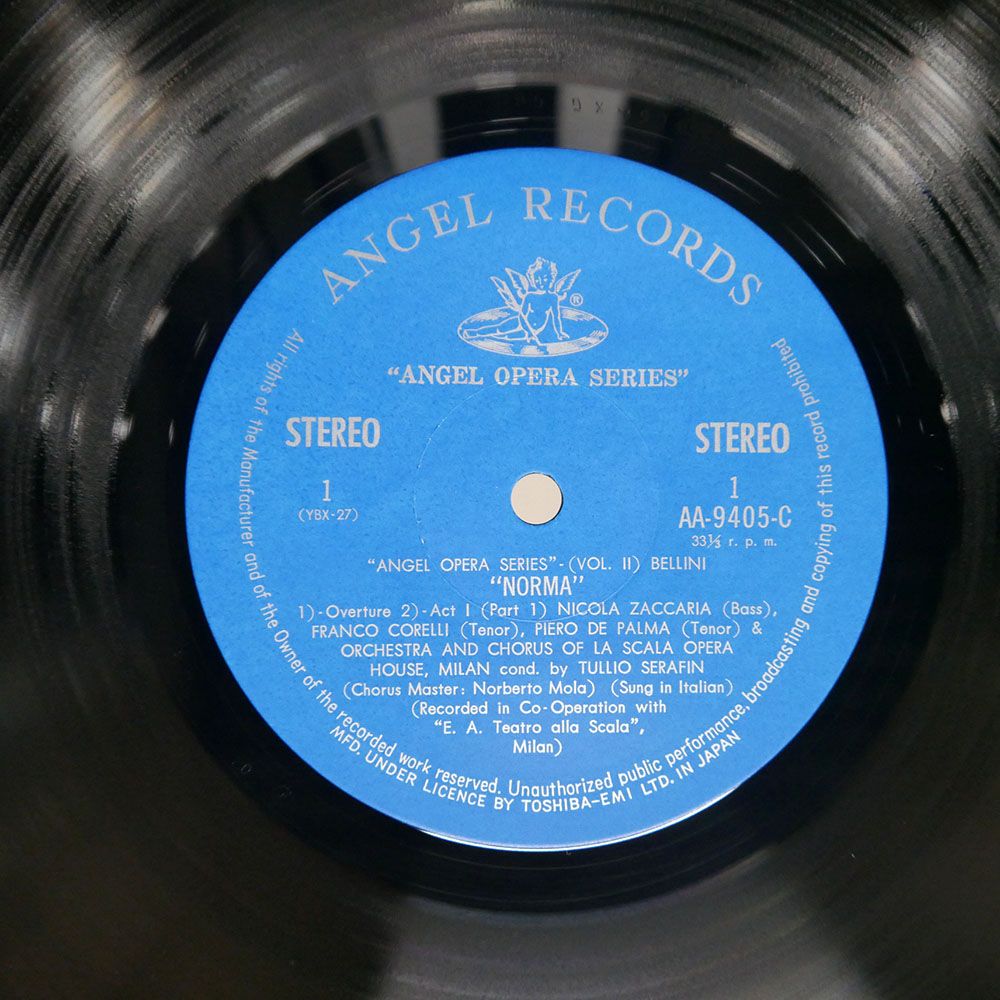 ANGEL RECORDS
®
“ANGEL OPERA SERIES”
STEREO STEREO
1 1
(YBX-27) AA-9405-C
33⅓ r. p. m.
“ANGEL OPERA SERIES”-(VOL. II) BELLINI
“NORMA”
1)-Overture 2)-Act I (Part 1) NICOLA ZACCARIA (Bass),
FRANCO CORELLI (Tenor), PIERO DE PALMA (Tenor) &
ORCHESTRA AND CHORUS OF LA SCALA OPERA
HOUSE, MILAN cond. by TULLIO SERAFIN
(Chorus Master: Norberto Mola) (Sung in Italian)
(Recorded in Co-Operation with
“E. A. Teatro alla Scala”,
Milan)
All rights of the Manufacturer and of the Owner of the recorded work reserved. Unauthorized public performance, broadcasting and copying of this record prohibited
MFD. UNDER LICENCE BY TOSHIBA-EMI LTD. IN JAPAN